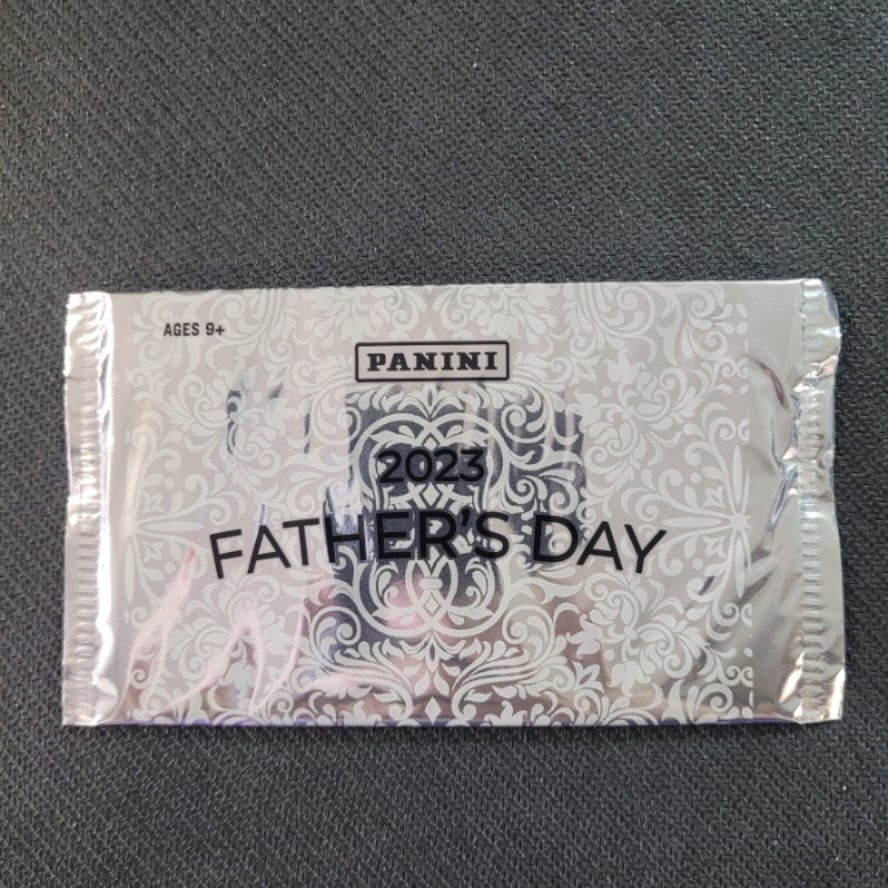 AGES 9+
PANINI
2023
FATHER'S DAY